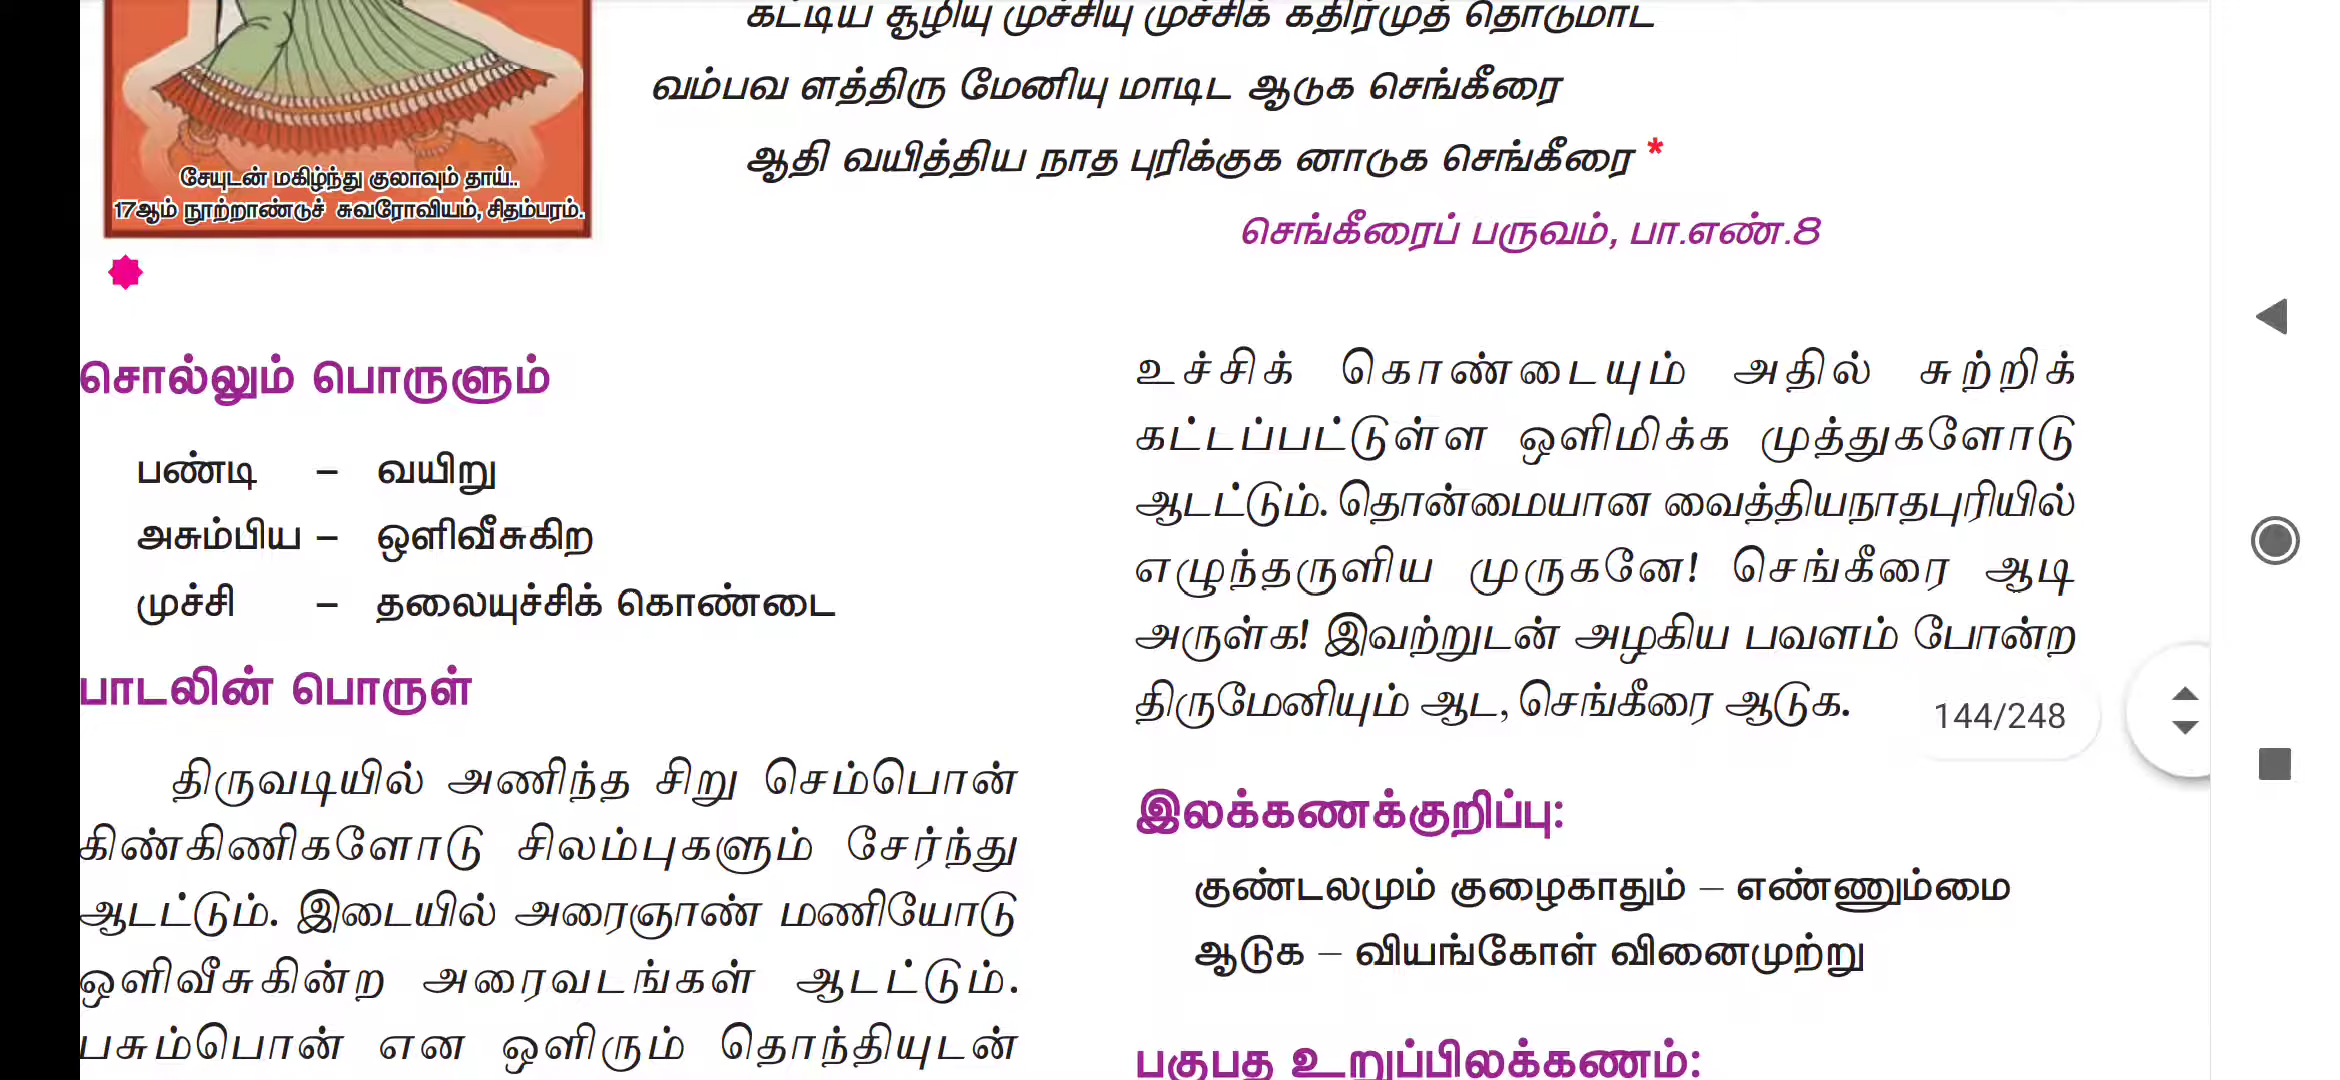 கட்டிய சூழியு முச்சியு முச்சிக் கதிர்முத் தொடுமாட
வம்பவ ளத்திரு மேனியு மாடிட ஆடுக செங்கீரை
ஆதி வயித்திய நாத புரிக்குக னாடுக செங்கீரை *
செங்கீரைப் பருவம், பா.எண்.8
சேயுடன் மகிழ்ந்து குலாவும் தாய்..
17ஆம் நூற்றாண்டுச் சுவரோவியம், சிதம்பரம்.
சொல்லும் பொருளும்
பண்டி – வயிறு
அசும்பிய – ஒளிவீசுகிற
முச்சி – தலையுச்சிக் கொண்டை
பாடலின் பொருள்
திருவடியில் அணிந்த சிறு செம்பொன்
கிண்கிணிகளோடு சிலம்புகளும் சேர்ந்து
ஆடட்டும். இடையில் அரைஞாண் மணியோடு
ஒளிவீசுகின்ற அரைவடங்கள் ஆடட்டும்.
பசும்பொன் என ஒளிரும் தொந்தியுடன்
உச்சிக் கொண்டையும் அதில் சுற்றிக்
கட்டப்பட்டுள்ள ஒளிமிக்க முத்துகளோடு
ஆடட்டும். தொன்மையான வைத்தியநாதபுரியில்
எழுந்தருளிய முருகனே! செங்கீரை ஆடி
அருள்க! இவற்றுடன் அழகிய பவளம் போன்ற
திருமேனியும் ஆட, செங்கீரை ஆடுக.
144/248
இலக்கணக்குறிப்பு:
குண்டலமும் குழைகாதும் – எண்ணும்மை
ஆடுக – வியங்கோள் வினைமுற்று
பகுபத உறுப்பிலக்கணம்: